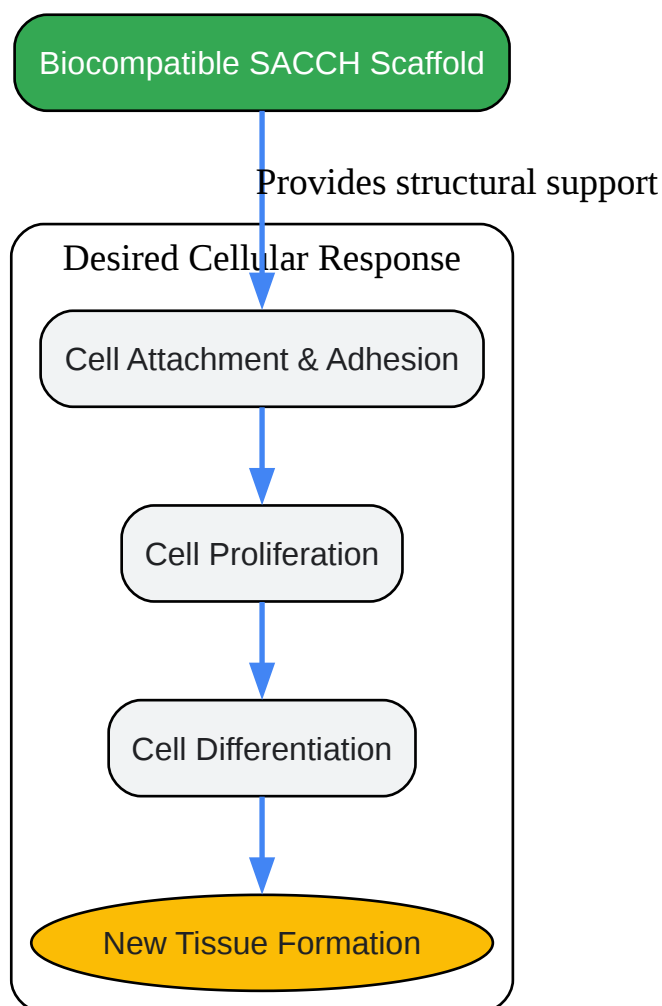 Biocompatible SACCH Scaffold
Provides structural support
Desired Cellular Response
Cell Attachment & Adhesion
Cell Proliferation
Cell Differentiation
New Tissue Formation